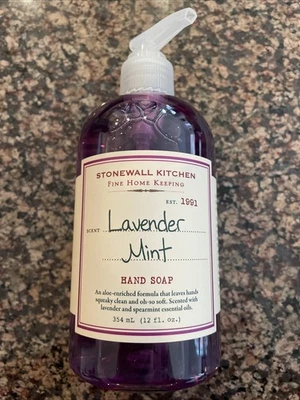 STONEWALL KITCHEN
FINE HOME KEEPING
EST. 1991
SCENT Lavender
Mint
HAND SOAP
An aloe-enriched formula that leaves hands
squeaky clean and oh-so soft. Scented with
lavender and spearmint essential oils.
354 mL (12 fl. oz.)